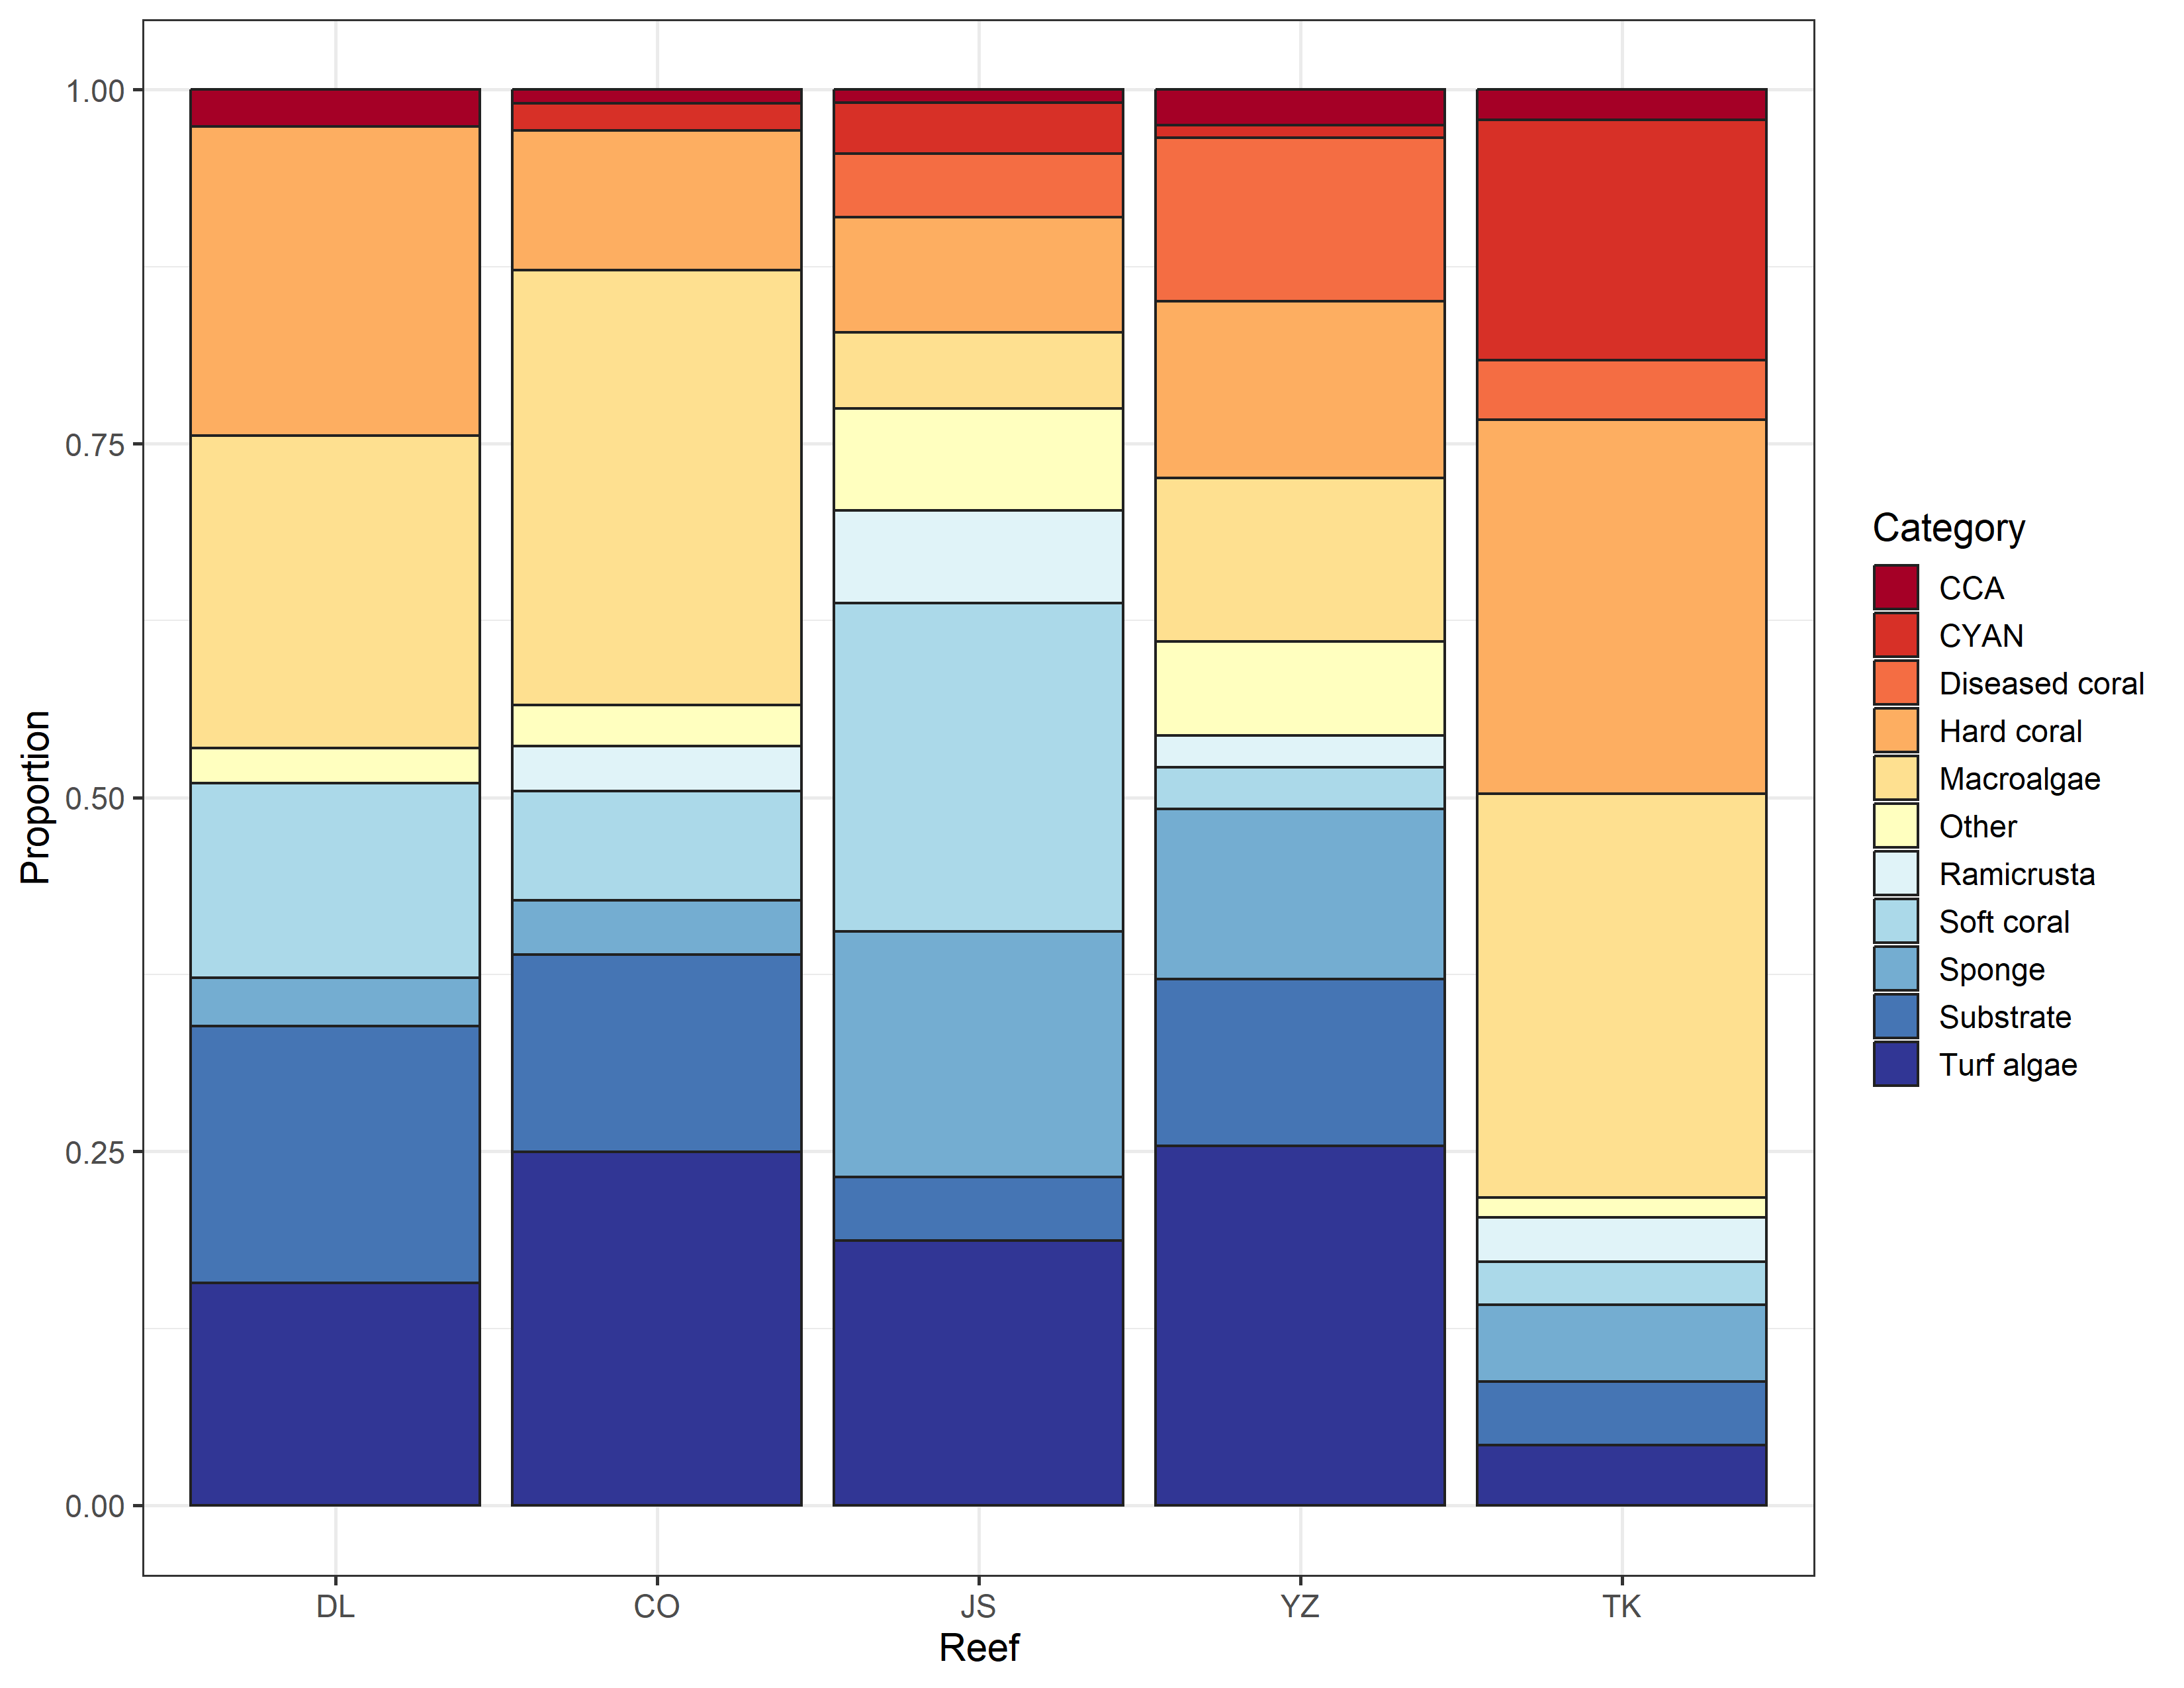 1.00
0.75
0.50
0.25
0.00
Proportion
DL
CO
JS
YZ
TK
Reef
Category
CCA
CYAN
Diseased coral
Hard coral
Macroalgae
Other
Ramicrusta
Soft coral
Sponge
Substrate
Turf algae